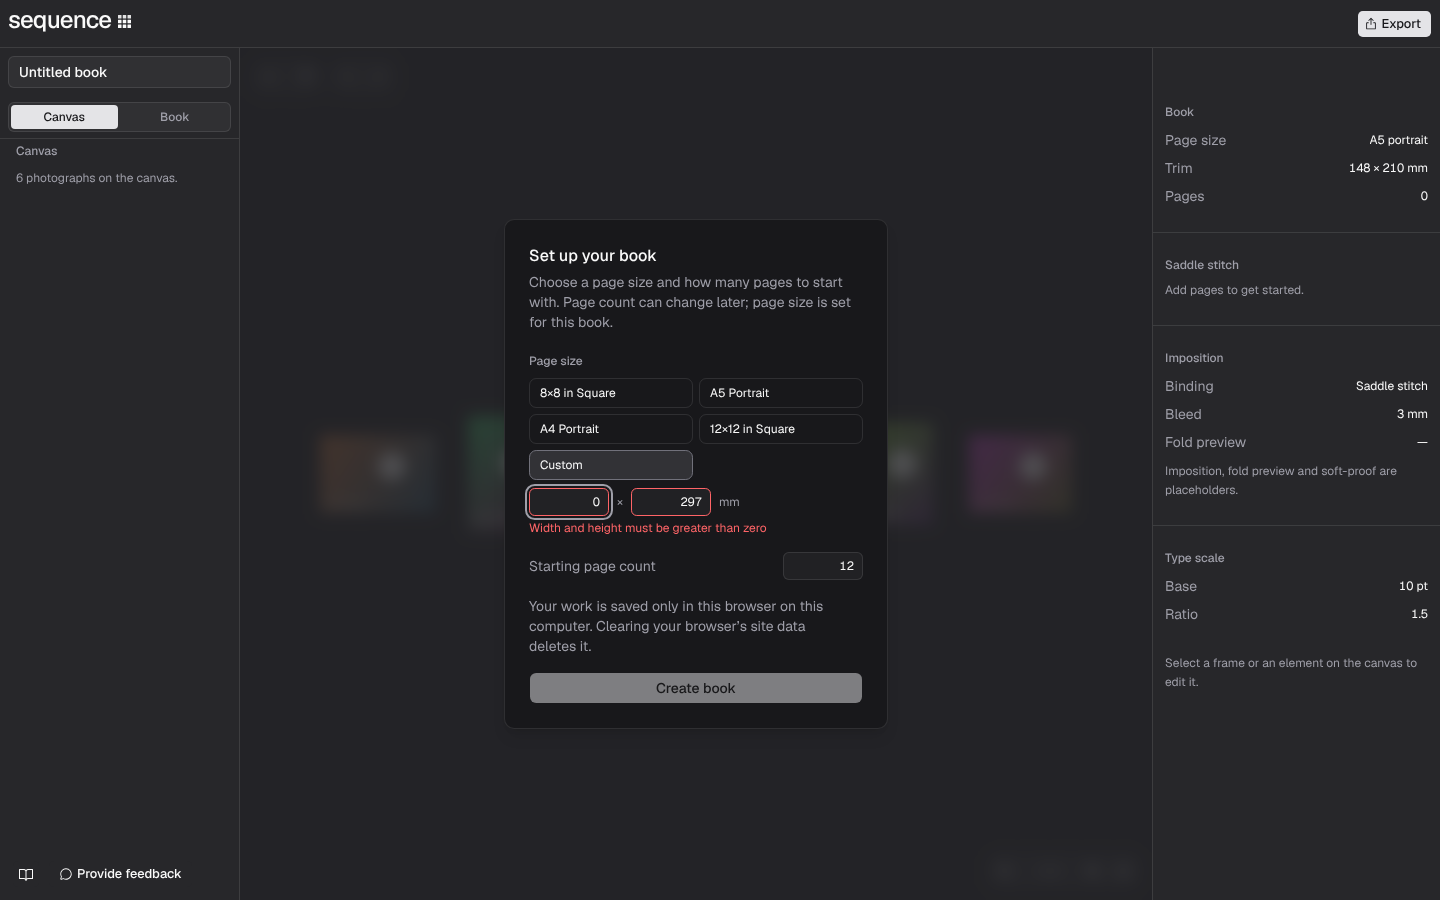 sequence
Export
Untitled book
Canvas
Book
Canvas
6 photographs on the canvas.
Provide feedback
Set up your book
Choose a page size and how many pages to start
with. Page count can change later; page size is set
for this book.
Page size
8×8 in Square
A5 Portrait
A4 Portrait
12×12 in Square
Custom
0 × 297 mm
Width and height must be greater than zero
Starting page count 12
Your work is saved only in this browser on this
computer. Clearing your browser's site data
deletes it.
Create book
Book
Page size A5 portrait
Trim 148 × 210 mm
Pages 0
Saddle stitch
Add pages to get started.
Imposition
Binding Saddle stitch
Bleed 3 mm
Fold preview —
Imposition, fold preview and soft-proof are
placeholders.
Type scale
Base 10 pt
Ratio 1.5
Select a frame or an element on the canvas to
edit it.